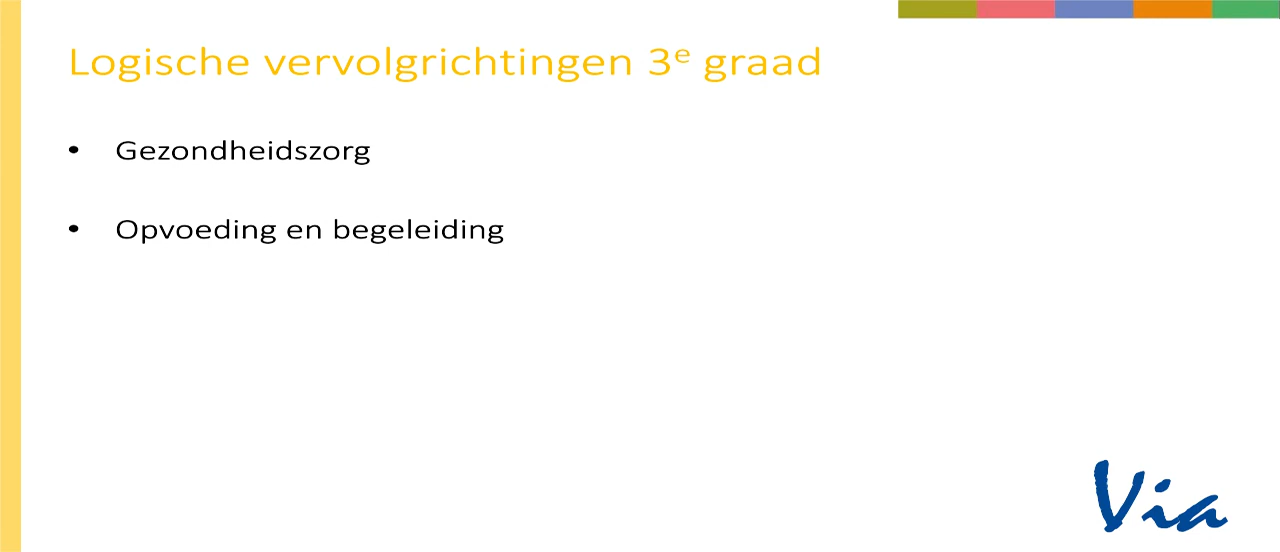 Logische vervolgrichtingen 3e graad
• Gezondheidszorg
• Opvoeding en begeleiding
Via